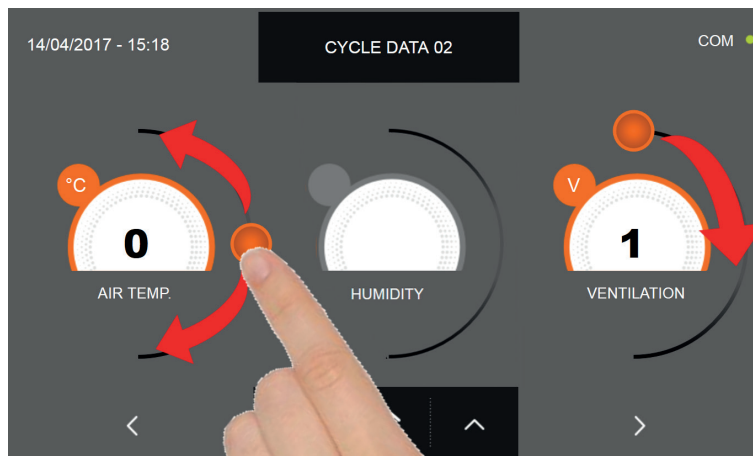 14/04/2017 - 15:18
CYCLE DATA 02
COM
°C
V
0
1
AIR TEMP.
HUMIDITY
VENTILATION